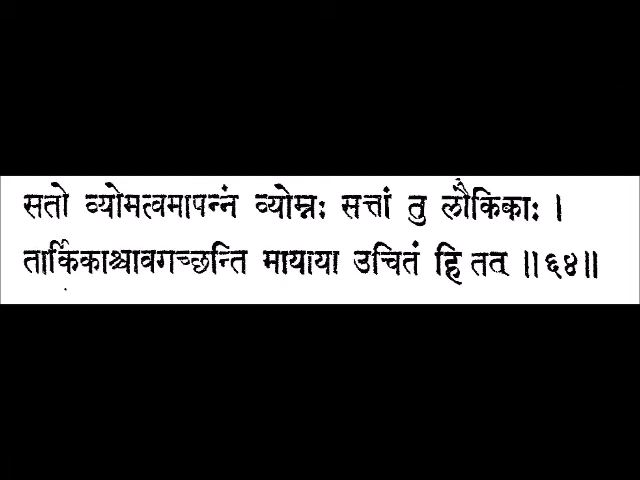 सतो व्योमत्वमापन्नं व्योम्नः सत्तां तु लौकिकाः ।
तार्किकाश्चावगच्छन्ति मायाया उचितं हि तत् ॥६४॥